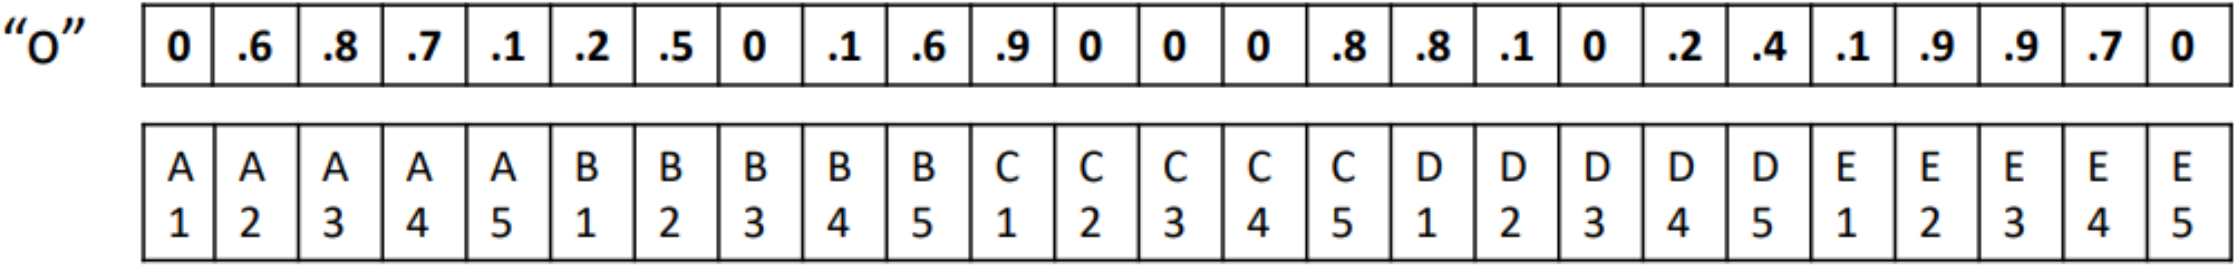 “o” 0 .6 .8 .7 .1 .2 .5 0 .1 .6 .9 0 0 0 .8 .8 .1 0 .2 .4 .1 .9 .9 .7 0
A A A A A B B B B B C C C C C D D D D D E E E E E
1 2 3 4 5 1 2 3 4 5 1 2 3 4 5 1 2 3 4 5 1 2 3 4 5